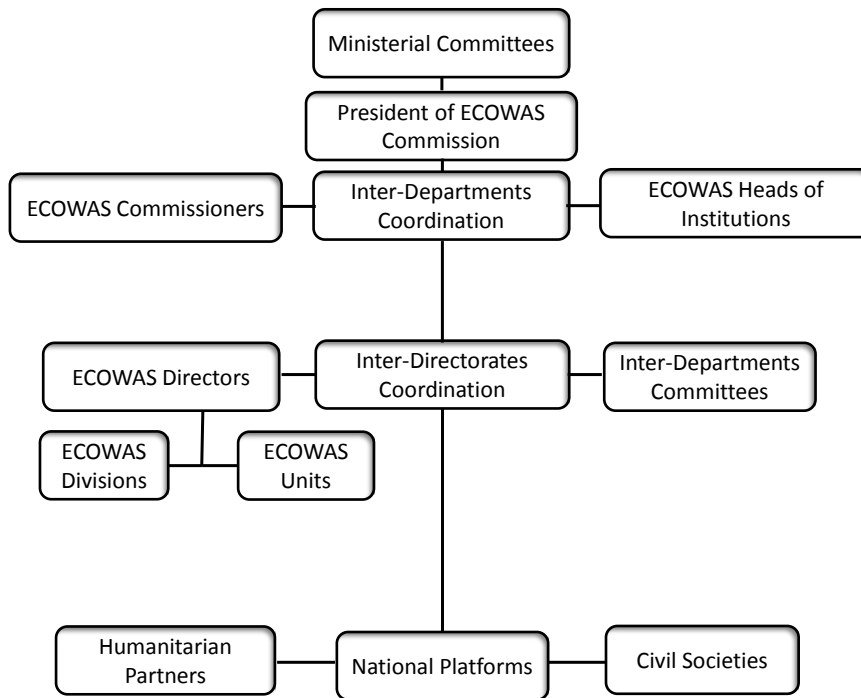 Ministerial Committees
President of ECOWAS
Commission
ECOWAS Commissioners
Inter-Departments
Coordination
ECOWAS Heads of
Institutions
ECOWAS Directors
Inter-Directorates
Coordination
Inter-Departments
Committees
ECOWAS
Divisions
ECOWAS
Units
Humanitarian
Partners
National Platforms
Civil Societies